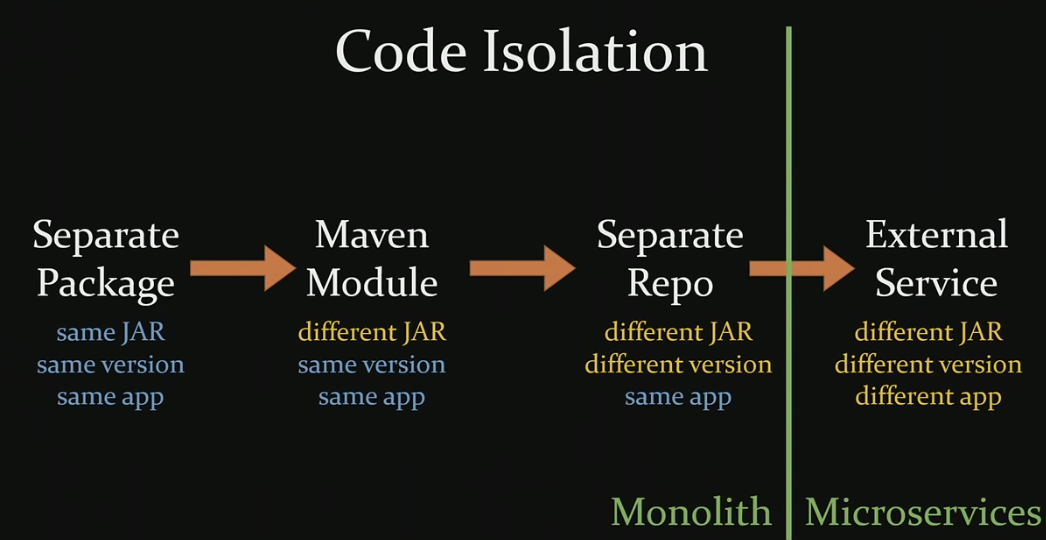 Code Isolation
Separate
Package
same JAR
same version
same app
Maven
Module
different JAR
same version
same app
Separate
Repo
different JAR
different version
same app
External
Service
different JAR
different version
different app
Monolith
Microservices